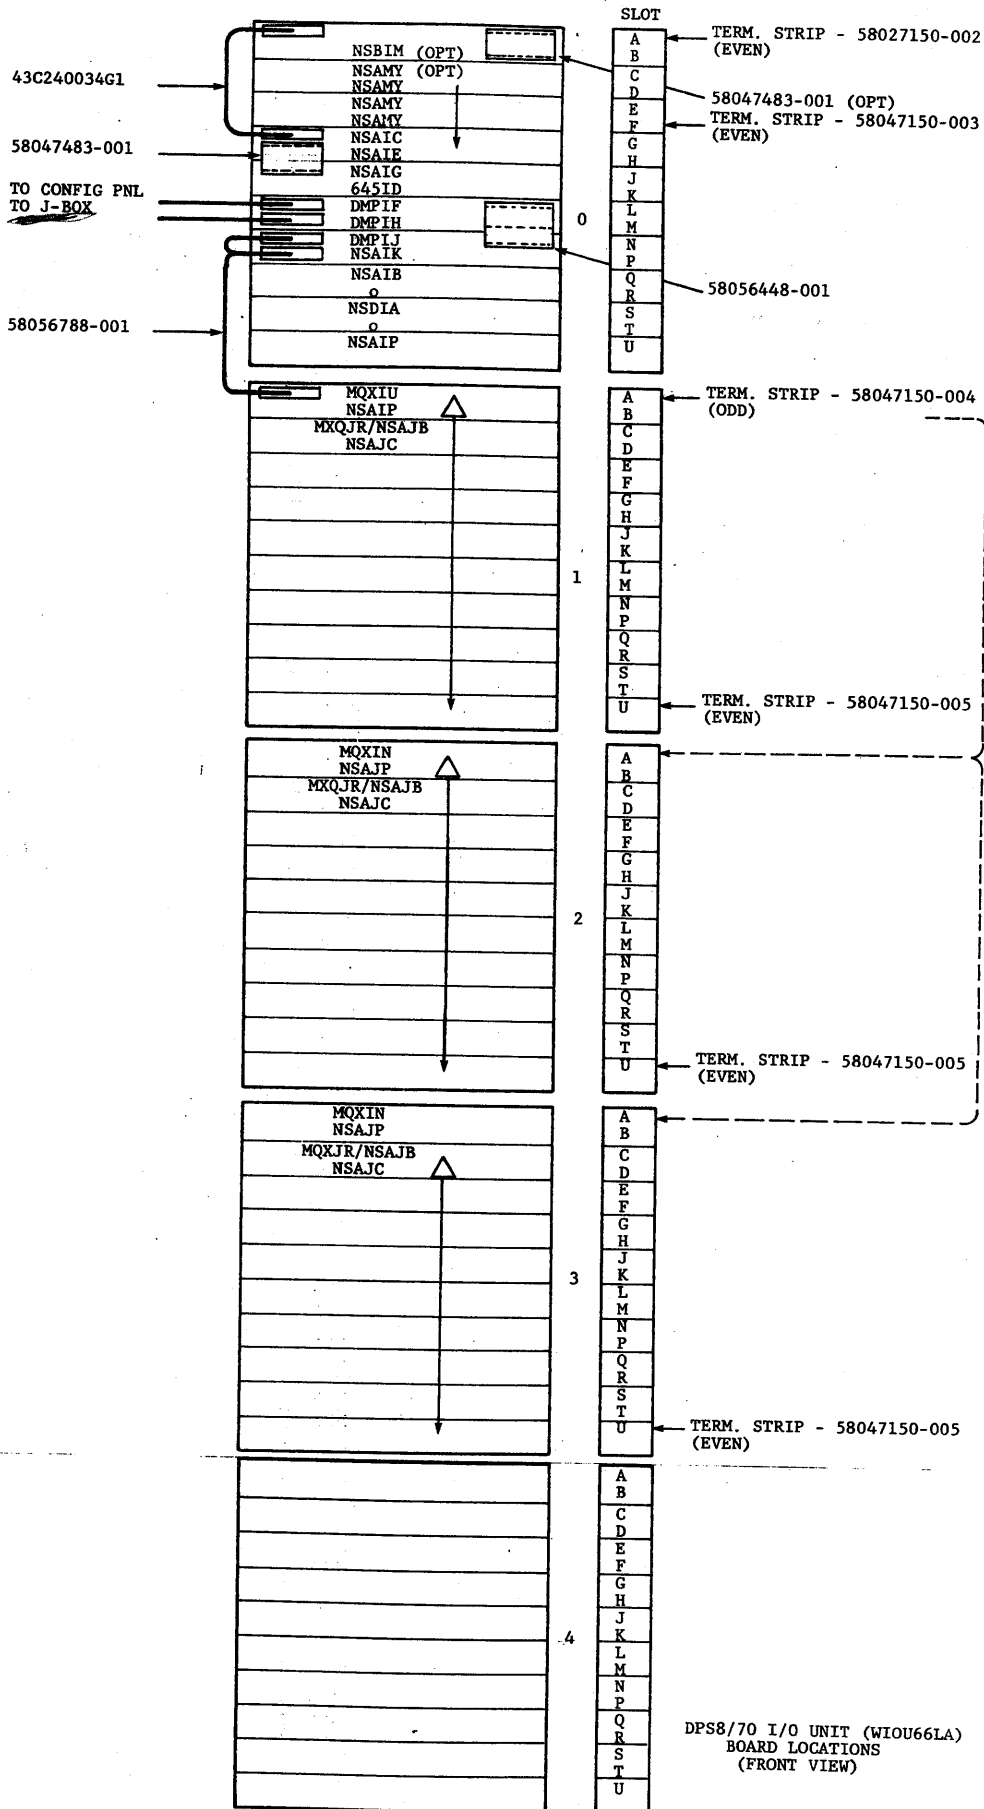 SLOT
TERM. STRIP - 58027150-002
(EVEN)
43C240034G1
58047483-001
TO CONFIG PNL
TO J-BOX
58056788-001
NSBIM (OPT)
NSAMY (OPT)
NSAMY
NSAMY
NSAMY
NSAIC
NSAIE
NSAIG
645ID
DMPIF
DMPIH
DMPIJ
NSAIK
NSAIB
o
NSDIA
o
NSAIP
0
A
B
C
D
E
F
G
H
J
K
L
M
N
P
Q
R
S
T
U
58047483-001 (OPT)
TERM. STRIP - 58047150-003
(EVEN)
58056448-001
MQXIU
NSAIP
MXQJR/NSAJB
NSAJC
1
A
B
C
D
E
F
G
H
J
K
L
M
N
P
Q
R
S
T
U
TERM. STRIP - 58047150-004
(ODD)
TERM. STRIP - 58047150-005
(EVEN)
MQXIN
NSAJP
MXQJR/NSAJB
NSAJC
2
A
B
C
D
E
F
G
H
J
K
L
M
N
P
Q
R
S
T
U
TERM. STRIP - 58047150-005
(EVEN)
MQXIN
NSAJP
MQXJR/NSAJB
NSAJC
3
A
B
C
D
E
F
G
H
J
K
L
M
N
P
Q
R
S
T
U
TERM. STRIP - 58047150-005
(EVEN)
4
A
B
C
D
E
F
G
H
J
K
L
M
N
P
Q
R
S
T
U
DPS8/70 I/O UNIT (WIOU66LA)
BOARD LOCATIONS
(FRONT VIEW)